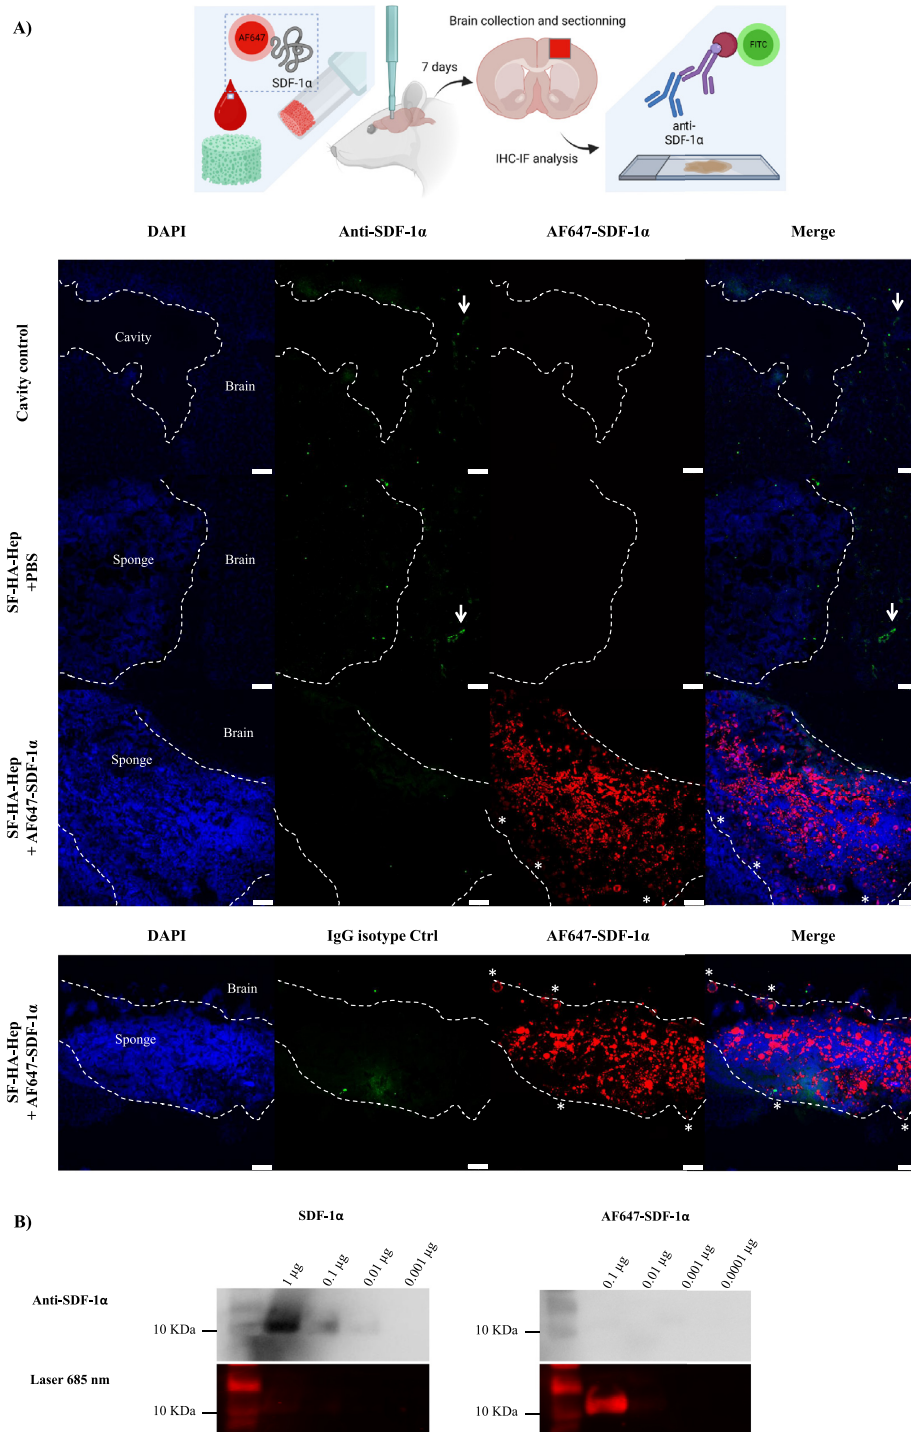 A)
AF647
SDF-1α
7 days
Brain collection and sectionning
IHC-IF analysis
FITC
anti-
SDF-1α
DAPI
Anti-SDF-1α
AF647-SDF-1α
Merge
Cavity control
Cavity
Brain
SF-HA-Hep
+PBS
Sponge
Brain
SF-HA-Hep
+ AF647-SDF-1α
Brain
Sponge
*
*
*
*
*
*
DAPI
IgG isotype Ctrl
AF647-SDF-1α
Merge
SF-HA-Hep
+ AF647-SDF-1α
Brain
Sponge
*
*
*
*
*
*
*
*
B)
SDF-1α
AF647-SDF-1α
1 µg
0.1 µg
0.01 µg
0.001 µg
0.1 µg
0.01 µg
0.001 µg
0.0001 µg
Anti-SDF-1α
10 KDa
10 KDa
Laser 685 nm
10 KDa
10 KDa